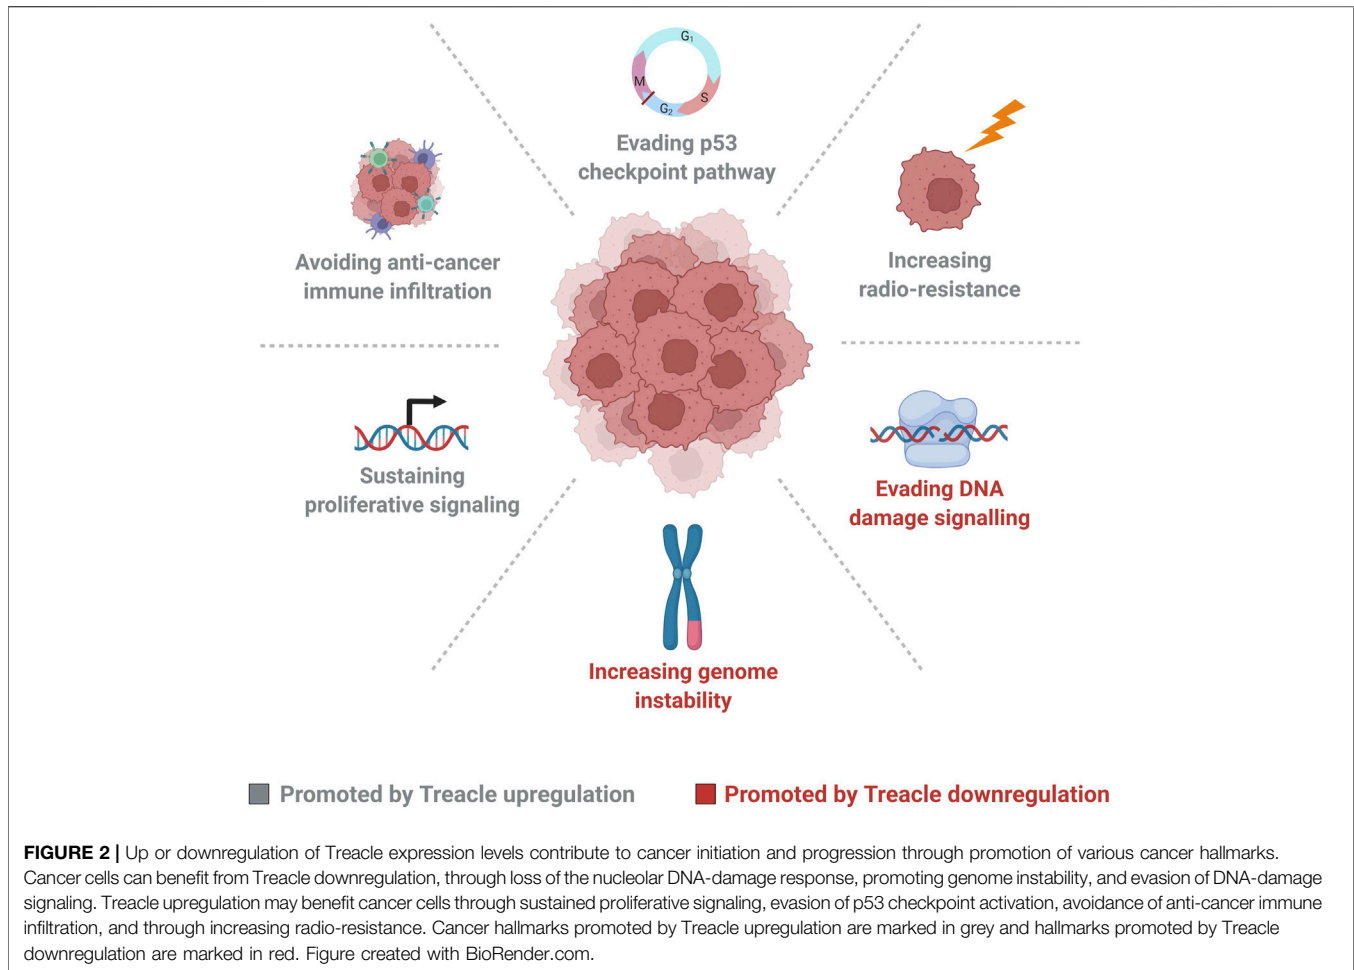 G1
M
S
G2
Evading p53
checkpoint pathway
Avoiding anti-cancer
immune infiltration
Increasing
radio-resistance
Sustaining
proliferative signaling
Evading DNA
damage signalling
Increasing genome
instability
Promoted by Treacle upregulation
Promoted by Treacle downregulation
FIGURE 2 | Up or downregulation of Treacle expression levels contribute to cancer initiation and progression through promotion of various cancer hallmarks.
Cancer cells can benefit from Treacle downregulation, through loss of the nucleolar DNA-damage response, promoting genome instability, and evasion of DNA-damage
signaling. Treacle upregulation may benefit cancer cells through sustained proliferative signaling, evasion of p53 checkpoint activation, avoidance of anti-cancer immune
infiltration, and through increasing radio-resistance. Cancer hallmarks promoted by Treacle upregulation are marked in grey and hallmarks promoted by Treacle
downregulation are marked in red. Figure created with BioRender.com.